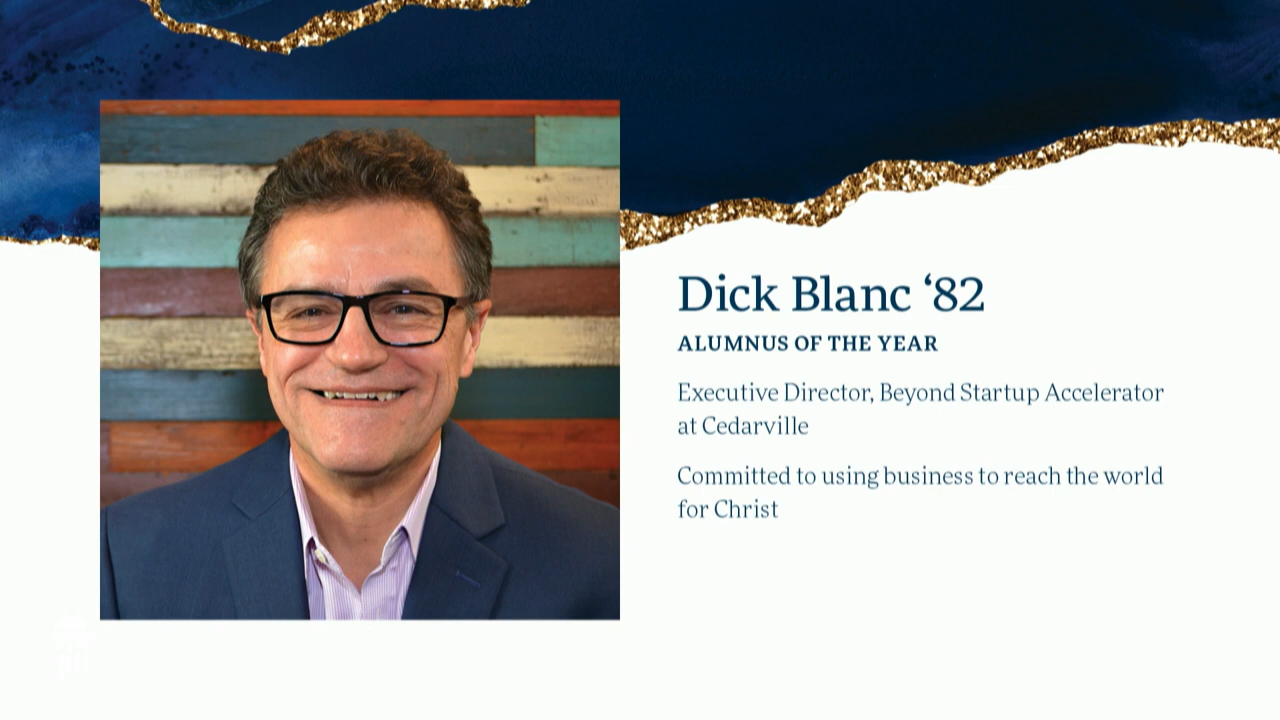 Dick Blanc ‘82
ALUMNUS OF THE YEAR
Executive Director, Beyond Startup Accelerator
at Cedarville
Committed to using business to reach the world
for Christ